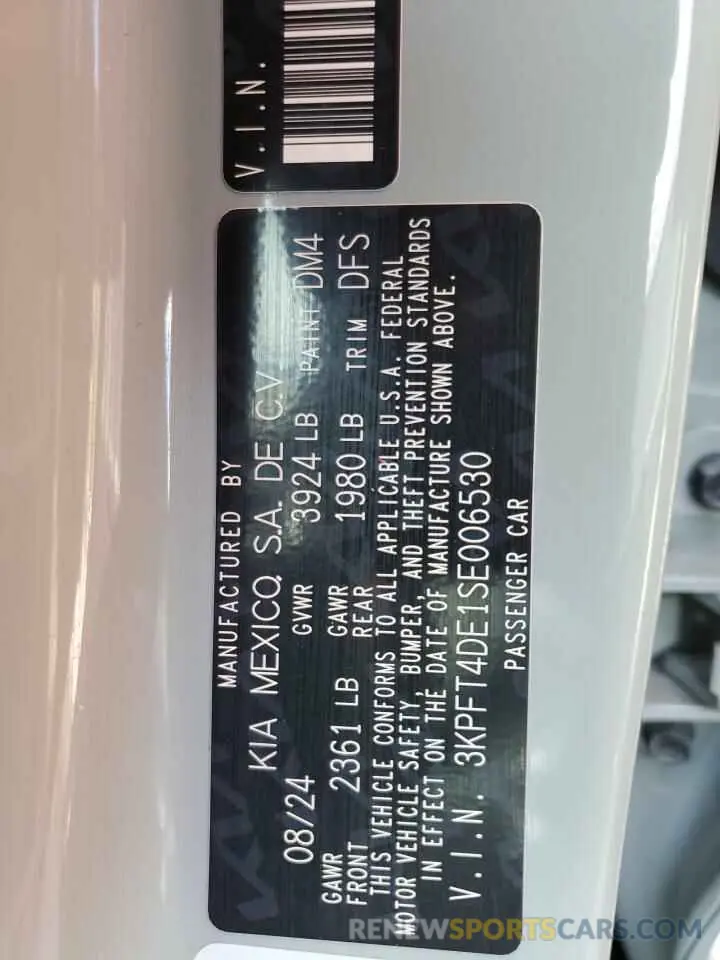 V.I.N.
MANUFACTURED BY
KIA MEXICO, S.A. DE C.V
08/24 GVWR 3924 LB PAINT DM4
GAWR FRONT 2361 LB GAWR REAR 1980 LB TRIM DFS
THIS VEHICLE CONFORMS TO ALL APPLICABLE U.S.A. FEDERAL
MOTOR VEHICLE SAFETY, BUMPER, AND THEFT PREVENTION STANDARDS
IN EFFECT ON THE DATE OF MANUFACTURE SHOWN ABOVE.
V.I.N. 3KPFT4DE1SE006530
PASSENGER CAR
RENEWSPORTSCARS.COM